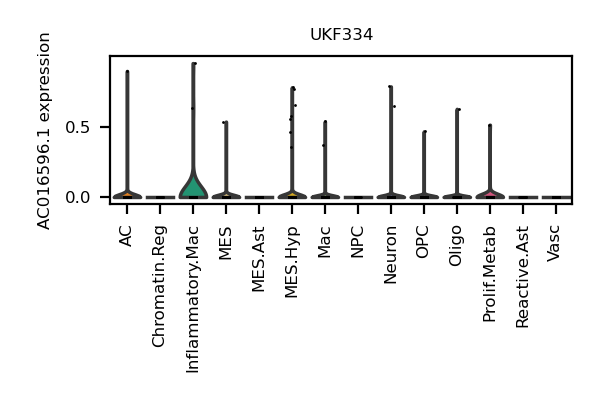 UKF334
AC016596.1 expression
0.5
0.0
AC
Chromatin.Reg
Inflammatory.Mac
MES
MES.Ast
MES.Hyp
Mac
NPC
Neuron
OPC
Oligo
Prolif.Metab
Reactive.Ast
Vasc